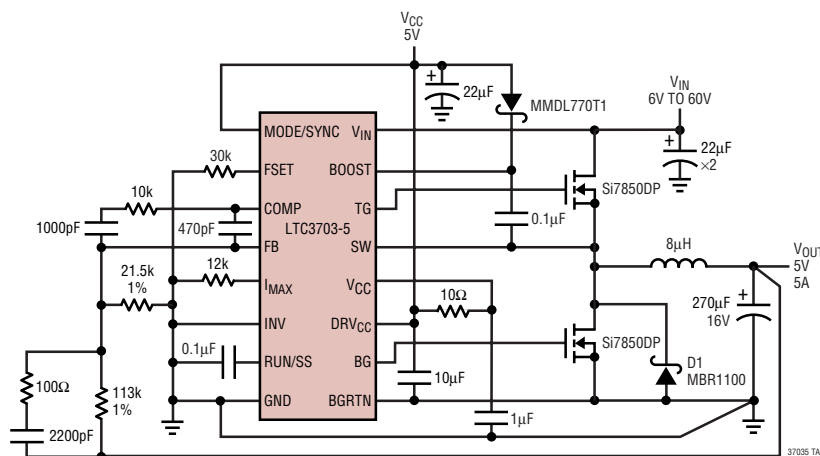 VCC
5V
+
22μF
MMDL770T1
VIN
6V TO 60V
+
22μF
×2
MODE/SYNC
VIN
30k
FSET
BOOST
10k
COMP
TG
Si7850DP
1000pF
470pF
LTC3703-5
0.1μF
FB
SW
8μH
VOUT
5V
5A
21.5k
1%
12k
IMAX
VCC
10Ω
+
270μF
16V
INV
DRVCC
0.1μF
RUN/SS
BG
Si7850DP
D1
MBR1100
100Ω
113k
1%
10μF
GND
BGRTN
2200pF
1μF
37035 TA